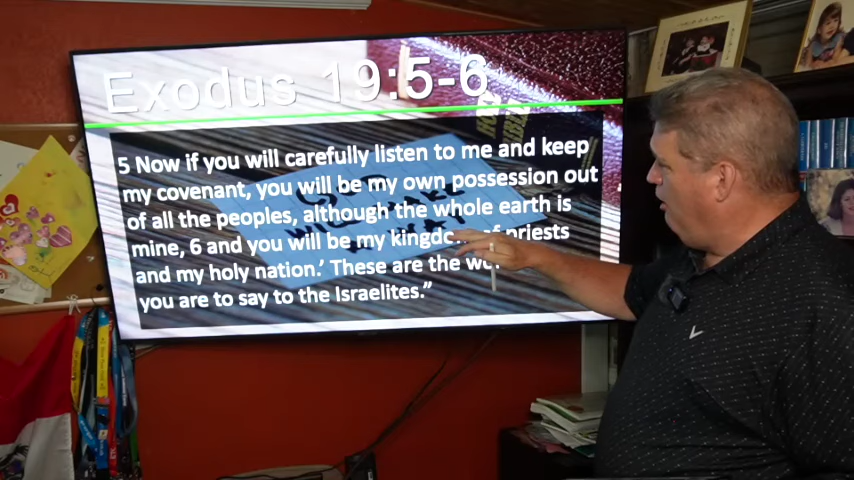 Exodus 19:5-6
5 Now if you will carefully listen to me and keep
my covenant, you will be my own possession out
of all the peoples, although the whole earth is
mine, 6 and you will be my of priests
and my holy nation.’ These are the
you are to say to the Israelites.”